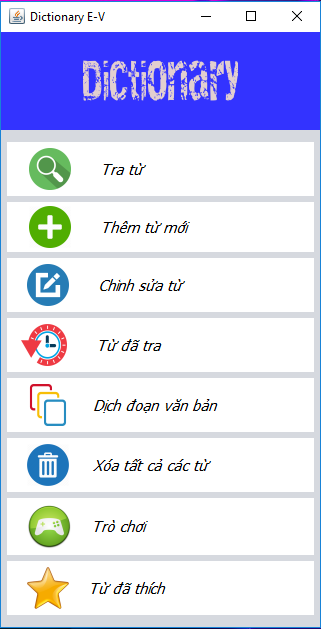 Dictionary E-V
Dictionary
Tra từ
Thêm từ mới
Chỉnh sửa từ
Từ đã tra
Dịch đoạn văn bản
Xóa tất cả các từ
Trò chơi
Từ đã thích